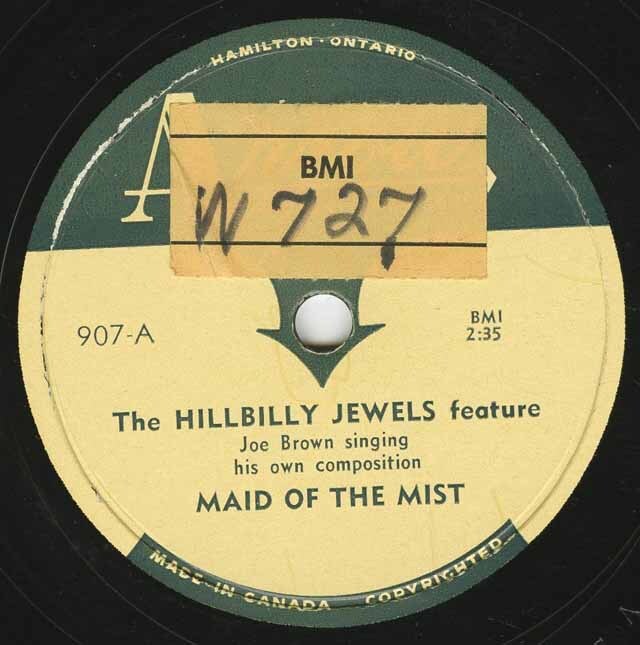 HAMILTON · ONTARIO
BMI
W 727
907-A
BMI
2:35
The HILLBILLY JEWELS feature
Joe Brown singing
his own composition
MAID OF THE MIST
MADE IN CANADA COPYRIGHTED